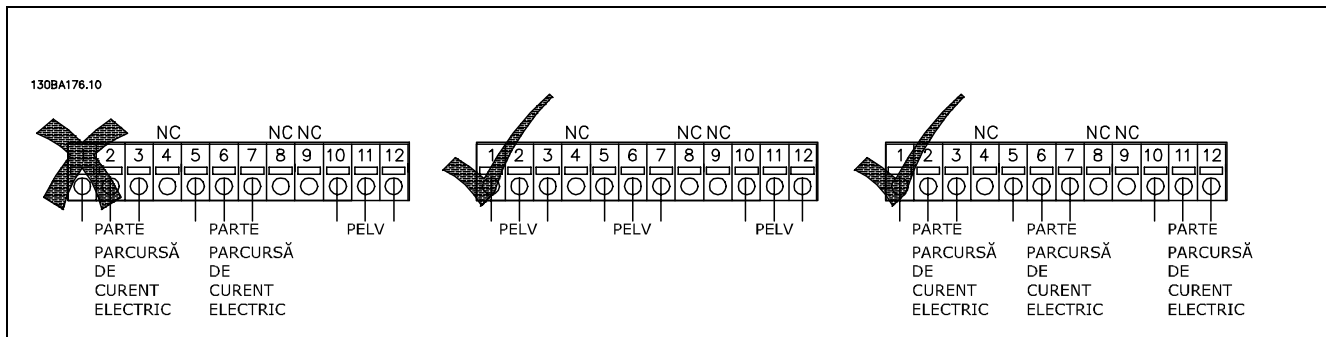 130BA176.10
NC NC NC
2 3 4 5 6 7 8 9 10 11 12
PARTE PARTE PELV
PARCURSĂ PARCURSĂ
DE DE
CURENT CURENT
ELECTRIC ELECTRIC
NC NC NC
1 2 3 4 5 6 7 8 9 10 11 12
PELV PELV PELV
NC NC NC
1 2 3 4 5 6 7 8 9 10 11 12
PARTE PARTE PARTE
PARCURSĂ PARCURSĂ PARCURSĂ
DE DE DE
CURENT CURENT CURENT
ELECTRIC ELECTRIC ELECTRIC